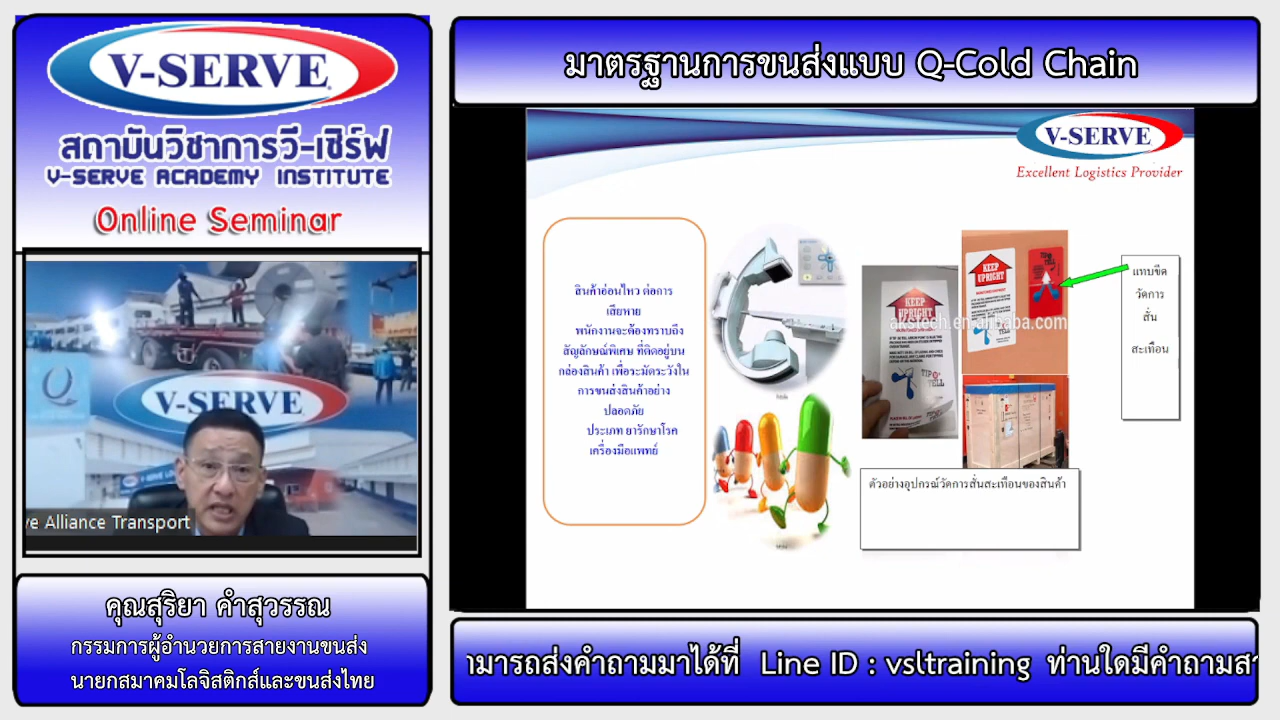 V-SERVE
สถาบันวิชาการวี-เซิร์ฟ
V-SERVE ACADEMY INSTITUTE
Online Seminar
V-SERVE
ve Alliance Transport
คุณสุริยา คำสุวรรณ
กรรมการผู้อำนวยการสายงานขนส่ง
นายกสมาคมโลจิสติกส์และขนส่งไทย
มาตรฐานการขนส่งแบบ Q-Cold Chain
V-SERVE
Excellent Logistics Provider
สินค้าอ่อนไหว ต่อการ
เสียหาย
พนักงานจะต้องทราบถึง
สัญลักษณ์พิเศษ ที่ติดอยู่บน
กล่องสินค้า เพื่อระมัดระวังใน
การขนส่งสินค้าอย่าง
ปลอดภัย
ประเภท ยารักษาโรค
เครื่องมือแพทย์
KEEP
UPRIGHT
TIP N TELL
KEEP
UPRIGHT
akstech.en.alibaba.com
แทบขีด
วัดการ
สั่น
สะเทือน
ตัวอย่างอุปกรณ์วัดการสั่นสะเทือนของสินค้า
ามารถส่งคำถามมาได้ที่ Line ID : vsltraining ท่านใดมีคำถามสา